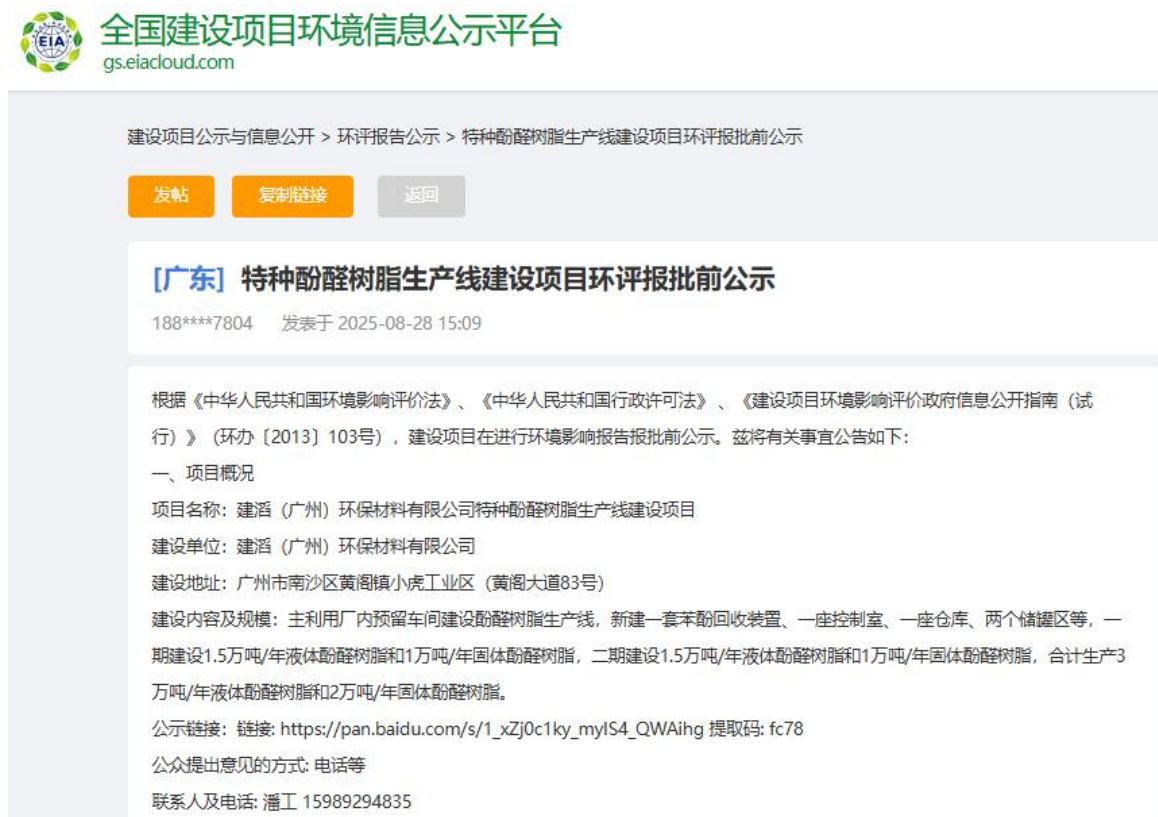 EIA
全国建设项目环境信息公示平台
gs.eiacloud.com
建设项目公示与信息公开 > 环评报告公示 > 特种酚醛树脂生产线建设项目环评报批前公示
发帖 复制链接 返回
[广东] 特种酚醛树脂生产线建设项目环评报批前公示
188****7804 发表于 2025-08-28 15:09
根据《中华人民共和国环境影响评价法》、《中华人民共和国行政许可法》 、《建设项目环境影响评价政府信息公开指南（试
行）》（环办〔2013〕103号），建设项目在进行环境影响报告报批前公示。兹将有关事宜公告如下：
一、项目概况
项目名称：建滔（广州）环保材料有限公司特种酚醛树脂生产线建设项目
建设单位：建滔（广州）环保材料有限公司
建设地址：广州市南沙区黄阁镇小虎工业区（黄阁大道83号）
建设内容及规模：主利用厂内预留车间建设酚醛树脂生产线，新建一套苯酚回收装置、一座控制室、一座仓库、两个储罐区等，一
期建设1.5万吨/年液体酚醛树脂和1万吨/年固体酚醛树脂，二期建设1.5万吨/年液体酚醛树脂和1万吨/年固体酚醛树脂，合计生产3
万吨/年液体酚醛树脂和2万吨/年固体酚醛树脂。
公示链接：链接: https://pan.baidu.com/s/1_xZj0c1ky_myIS4_QWAihg 提取码: fc78
公众提出意见的方式: 电话等
联系人及电话: 潘工 15989294835